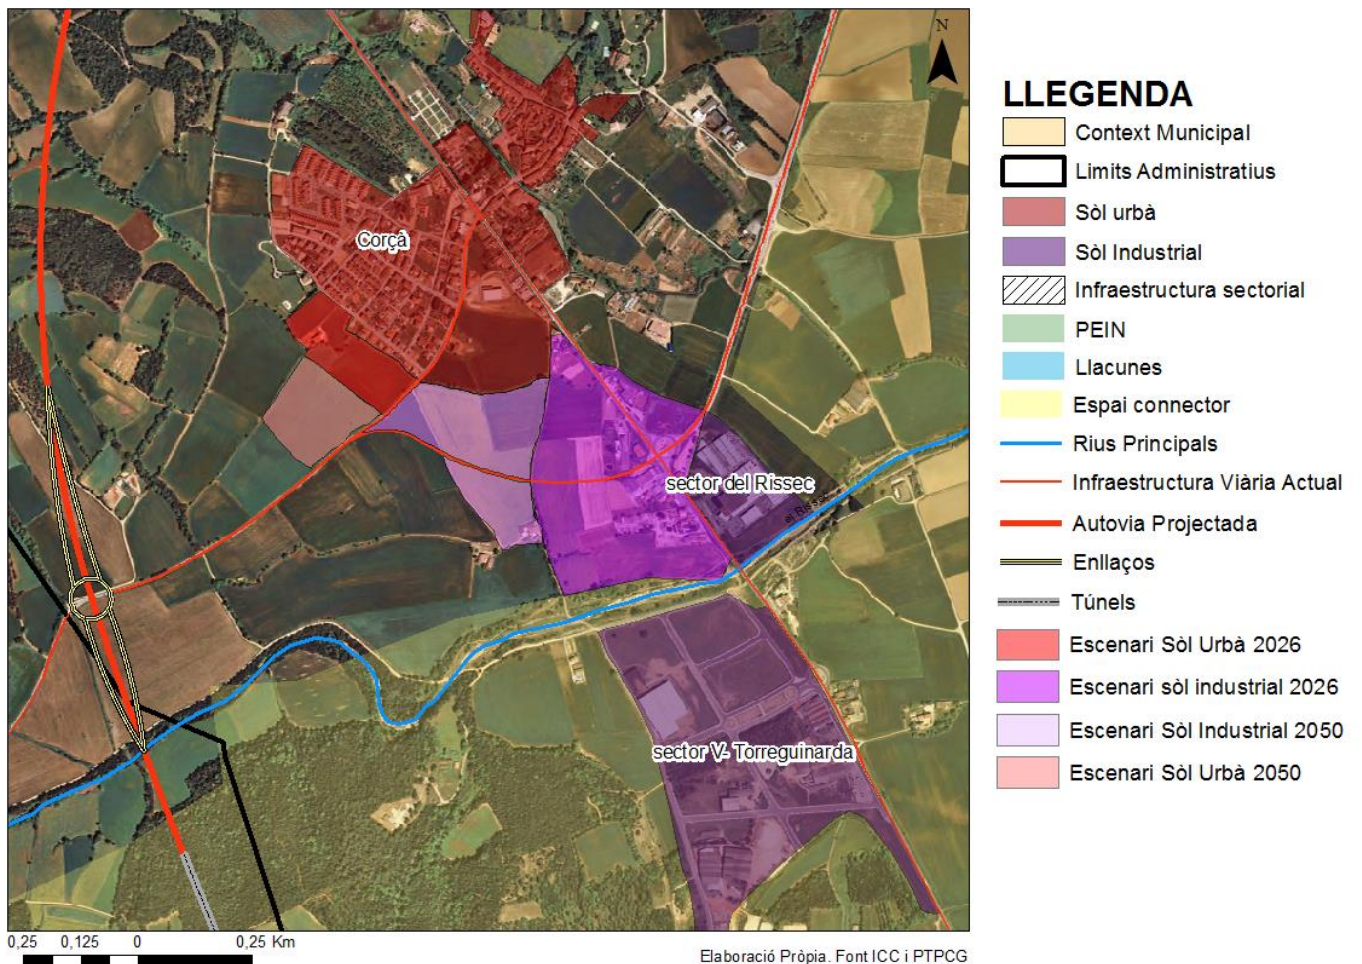 N
Corçà
sector del Rissec
el Rissec
sector V- Torreguinarda
LLEGENDA
Context Municipal
Limits Administratius
Sòl urbà
Sòl Industrial
Infraestructura sectorial
PEIN
Llacunes
Espai connector
Rius Principals
Infraestructura Viària Actual
Autovia Projectada
Enllaços
Túnels
Escenari Sòl Urbà 2026
Escenari sòl industrial 2026
Escenari Sòl Industrial 2050
Escenari Sòl Urbà 2050
0,25 0,125 0 0,25 Km
Elaboració Pròpia. Font ICC i PTPCG